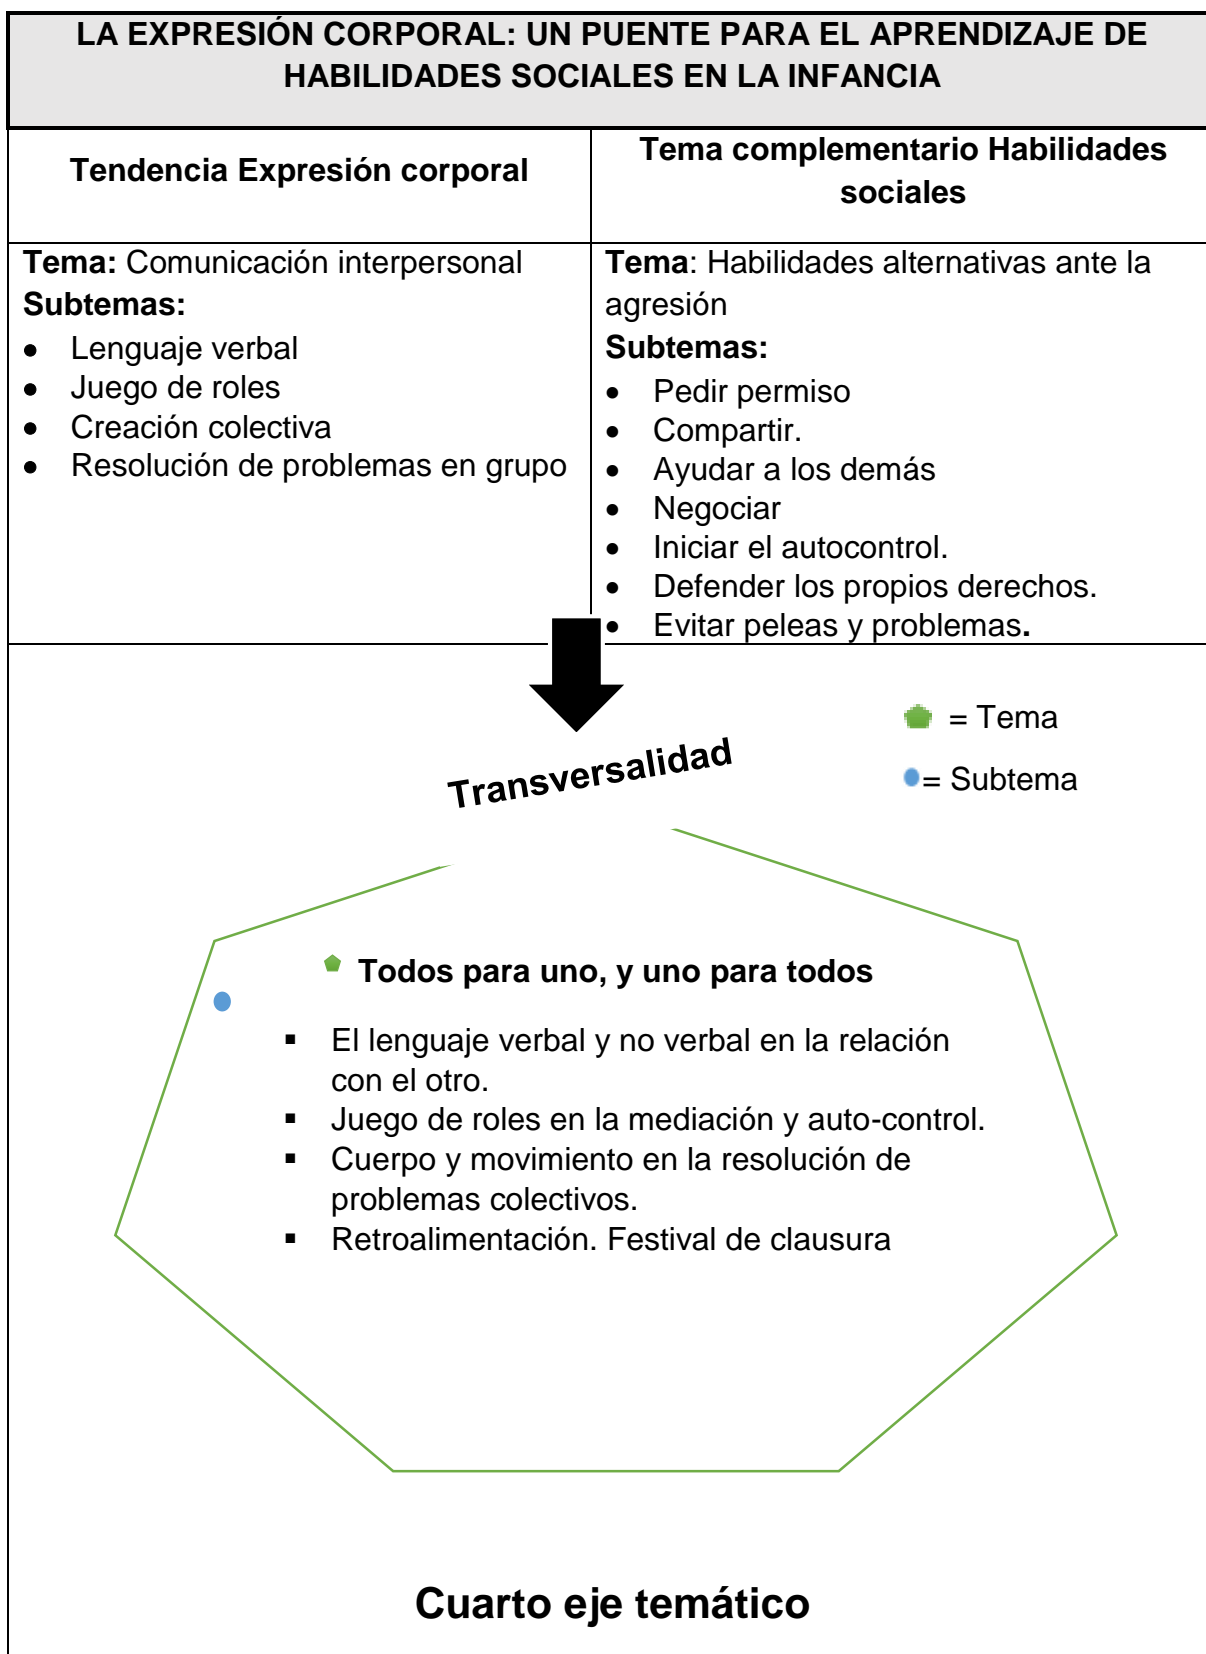 LA EXPRESIÓN CORPORAL: UN PUENTE PARA EL APRENDIZAJE DE
HABILIDADES SOCIALES EN LA INFANCIA
Tendencia Expresión corporal
Tema complementario Habilidades
sociales
Tema: Comunicación interpersonal
Subtemas:
• Lenguaje verbal
• Juego de roles
• Creación colectiva
• Resolución de problemas en grupo
Tema: Habilidades alternativas ante la
agresión
Subtemas:
• Pedir permiso
• Compartir.
• Ayudar a los demás
• Negociar
• Iniciar el autocontrol.
• Defender los propios derechos.
• Evitar peleas y problemas.
= Tema
= Subtema
Transversalidad
Todos para uno, y uno para todos
▪ El lenguaje verbal y no verbal en la relación
con el otro.
▪ Juego de roles en la mediación y auto-control.
▪ Cuerpo y movimiento en la resolución de
problemas colectivos.
▪ Retroalimentación. Festival de clausura
Cuarto eje temático